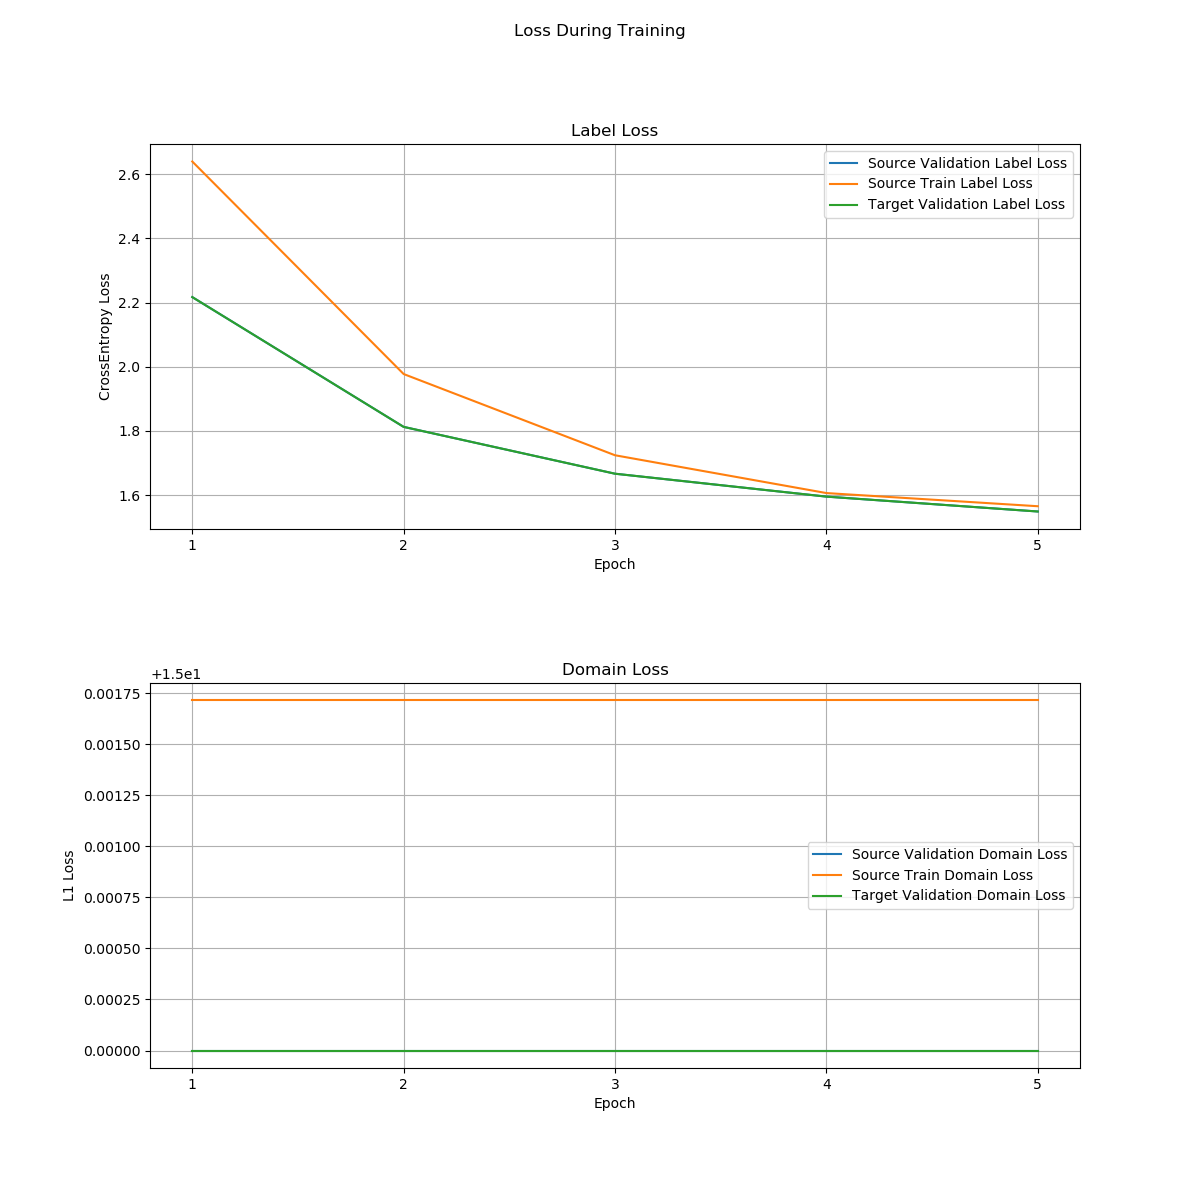 Loss During Training
Label Loss
2.6
2.4
2.2
2.0
1.8
1.6
CrossEntropy Loss
Source Validation Label Loss
Source Train Label Loss
Target Validation Label Loss
1 2 3 4 5
Epoch
Domain Loss
+1.5e1
0.00175
0.00150
0.00125
0.00100
0.00075
0.00050
0.00025
0.00000
L1 Loss
Source Validation Domain Loss
Source Train Domain Loss
Target Validation Domain Loss
1 2 3 4 5
Epoch